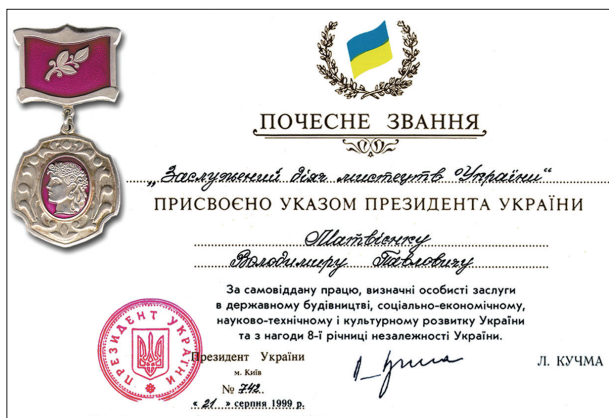 ПОЧЕСНЕ ЗВАННЯ
„Заслужений діяч мистецтв України“
ПРИСВОЄНО УКАЗОМ ПРЕЗИДЕНТА УКРАЇНИ
Матвієнку
Володимиру Павловичу
За самовіддану працю, визначні особисті заслуги
в державному будівництві, соціально-економічному,
науково-технічному і культурному розвитку України
та з нагоди 8-ї річниці незалежності України.
ПРЕЗИДЕНТ УКРАЇНИ
Президент України
Л. КУЧМА
м. Київ
№ 742.
« 21 » серпня 1999 р.